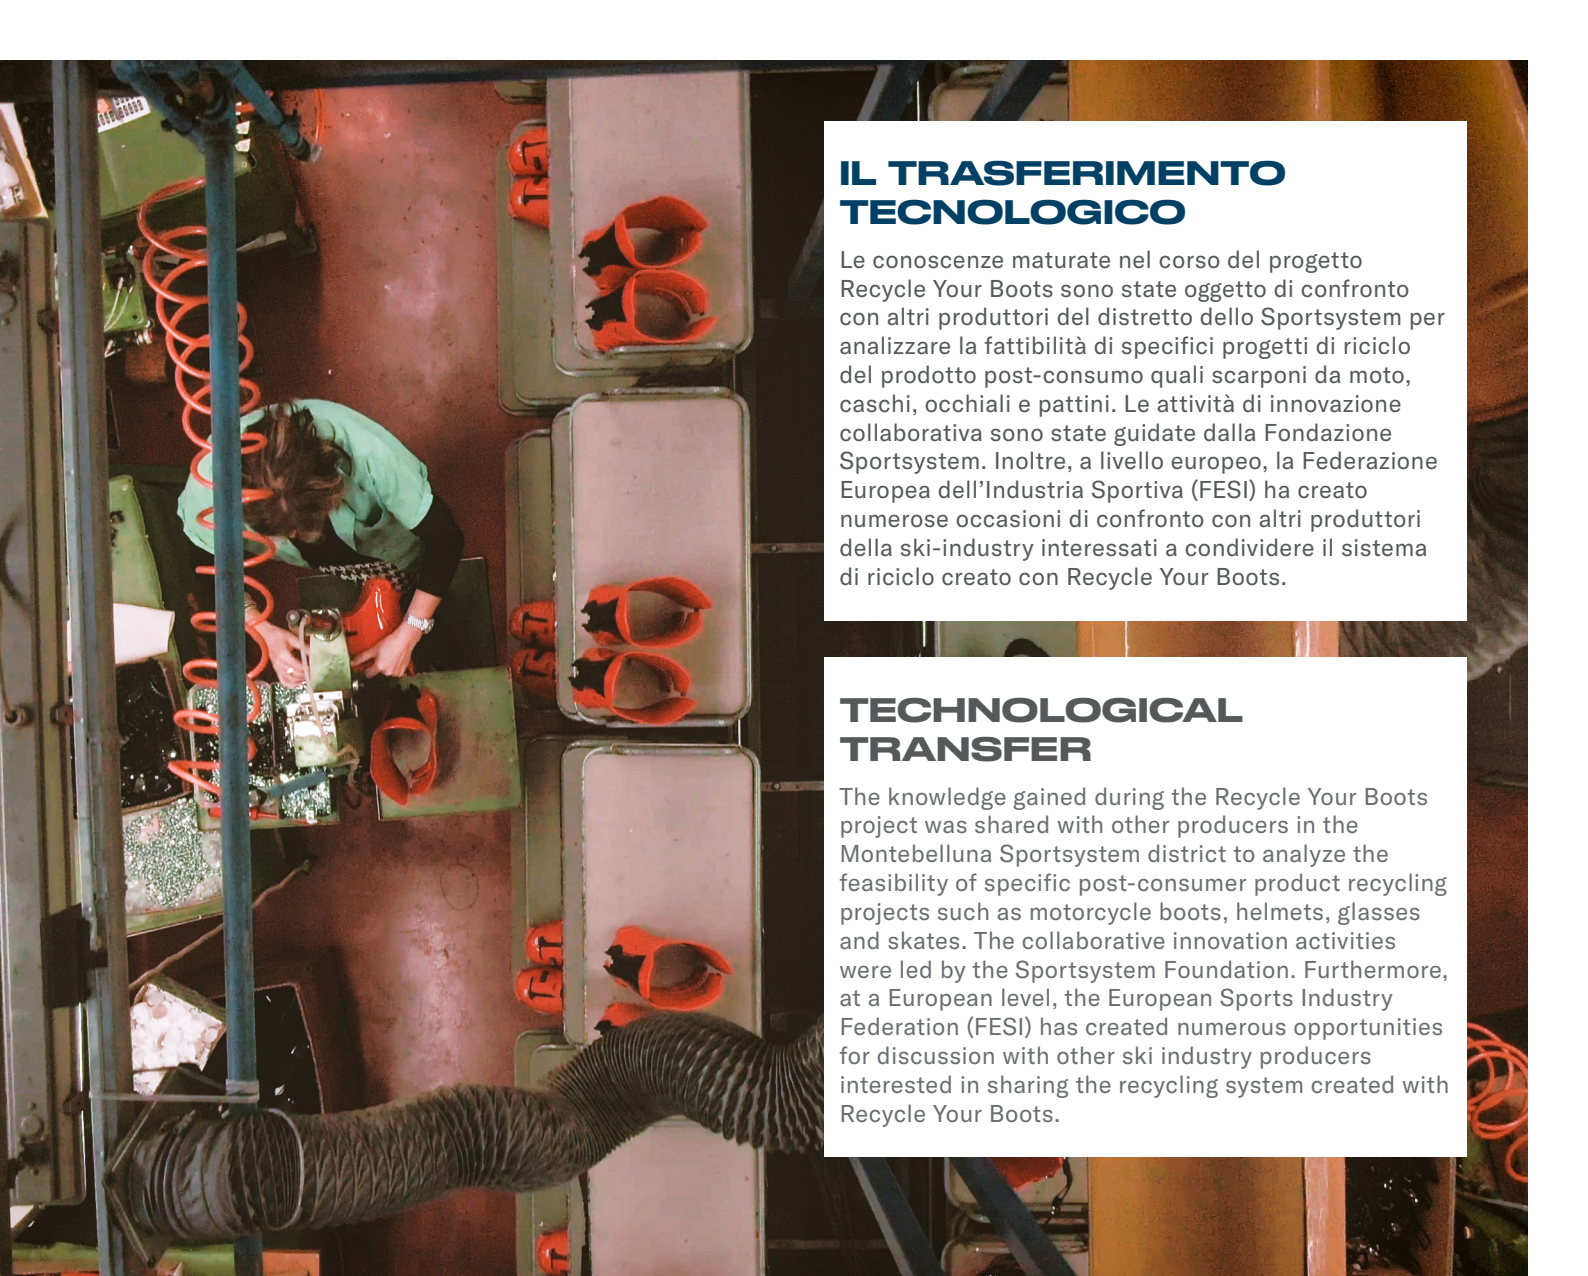 IL TRASFERIMENTO
TECNOLOGICO
Le conoscenze maturate nel corso del progetto
Recycle Your Boots sono state oggetto di confronto
con altri produttori del distretto dello Sportsystem per
analizzare la fattibilità di specifici progetti di riciclo
del prodotto post-consumo quali scarponi da moto,
caschi, occhiali e pattini. Le attività di innovazione
collaborativa sono state guidate dalla Fondazione
Sportsystem. Inoltre, a livello europeo, la Federazione
Europea dell’Industria Sportiva (FESI) ha creato
numerose occasioni di confronto con altri produttori
della ski-industry interessati a condividere il sistema
di riciclo creato con Recycle Your Boots.
TECHNOLOGICAL
TRANSFER
The knowledge gained during the Recycle Your Boots
project was shared with other producers in the
Montebelluna Sportsystem district to analyze the
feasibility of specific post-consumer product recycling
projects such as motorcycle boots, helmets, glasses
and skates. The collaborative innovation activities
were led by the Sportsystem Foundation. Furthermore,
at a European level, the European Sports Industry
Federation (FESI) has created numerous opportunities
for discussion with other ski industry producers
interested in sharing the recycling system created with
Recycle Your Boots.